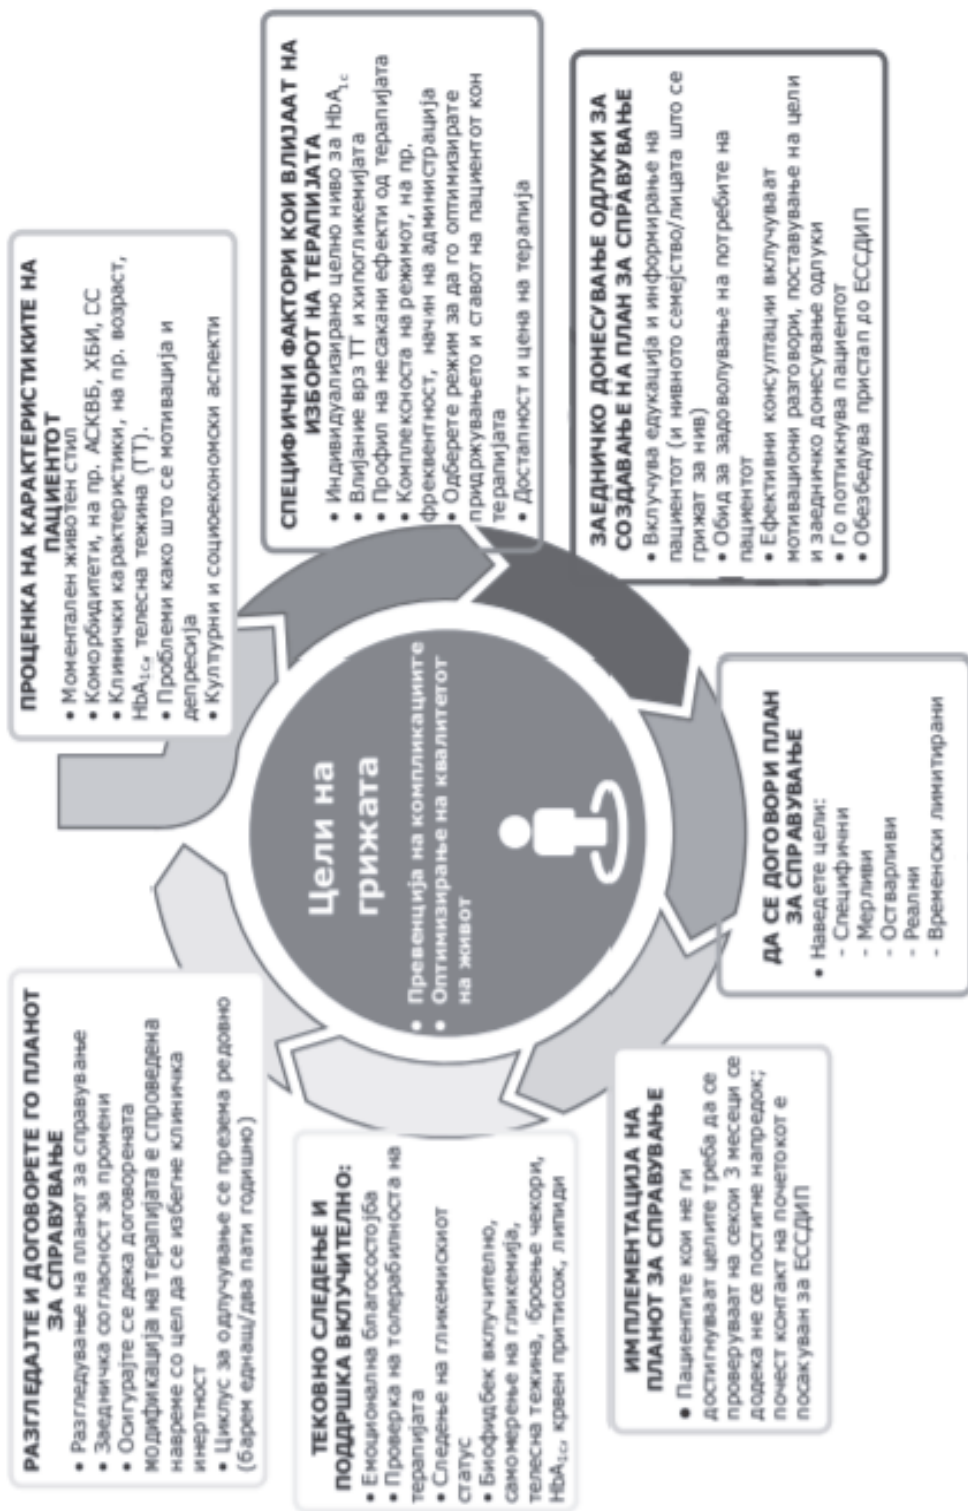 ПРОЦЕНКА НА КАРАКТЕРИСТИКИТЕ НА
ПАЦИЕНТОТ
• Моментален животен стил
• Коморбидитети, на пр. АСКВБ, ХБИ, СС
• Клинички карактеристики, на пр. возраст,
HbA1c, телесна тежина (ТТ).
• Проблеми како што се мотивација и
депресија
• Културни и социоекономски аспекти
СПЕЦИФИЧНИ ФАКТОРИ КОИ ВЛИЈААТ НА
ИЗБОРОТ НА ТЕРАПИЈАТА
• Индивидуализирано целно ниво за HbA1c
• Влијание врз ТТ и хипогликемијата
• Профил на несакани ефекти од терапијата
• Комплексноста на режимот, на пр.
фреквентност, начин на администрација
• Одберете режим за да го оптимизирате
придржувањето и ставот на пациентот кон
терапијата
• Достапност и цена на терапија
ЗАЕДНИЧКО ДОНЕСУВАЊЕ ОДЛУКИ ЗА
СОЗДАВАЊЕ НА ПЛАН ЗА СПРАВУВАЊЕ
• Вклучува едукација и информирање на
пациентот (и нивното семејство/лицата што се
грижат за нив)
• Обид за задоволување на потребите на
пациентот
• Ефективни консултации вклучуваат
мотивациони разговори, поставување на цели
и заедничко донесување одлуки
• Го поттикнува пациентот
• Обезбедува пристап до ЕССДИП
ДА СЕ ДОГОВОРИ ПЛАН
ЗА СПРАВУВАЊЕ
• Наведете цели:
- Специфични
- Мерливи
- Остварливи
- Реални
- Временски лимитирани
ИМПЛЕМЕНТАЦИЈА НА
ПЛАНОТ ЗА СПРАВУВАЊЕ
• Пациентите кои не ги
достигнуваат целите треба да се
проверуваат на секои 3 месеци се
додека не се постигне напредок;
почест контакт на почетокот е
посакуван за ЕССДИП
ТЕКОВНО СЛЕДЕЊЕ И
ПОДДРШКА ВКЛУЧИТЕЛНО:
• Емоционална благосостојба
• Проверка на толерабилноста на
терапијата
• Следење на гликемискиот
статус
• Биофидбек вклучително,
самомерење на гликемија,
телесна тежина, броење чекори,
HbA1c, крвен притисок, липиди
РАЗГЛЕДАЈТЕ И ДОГОВОРЕТЕ ГО ПЛАНОТ
ЗА СПРАВУВАЊЕ
• Разгледување на планот за справување
• Заедничка согласност за промени
• Осигурајте се дека договорената
модификација на терапијата е спроведена
навреме со цел да се избегне клиничка
инертност
• Циклус за одлучување се презема редовно
(барем еднаш/два пати годишно)
Цели на
грижата
• Превенција на компликациите
• Оптимизирање на квалитетот
на живот